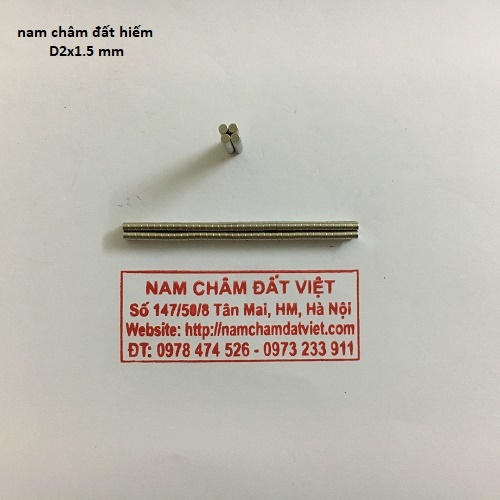 nam châm đất hiếm
D2x1.5 mm
NAM CHÂM ĐẤT VIỆT
Số 147/50/8 Tân Mai, HM, Hà Nội
Website: http://namchamdatviet.com
ĐT: 0978 474 526 - 0973 233 911